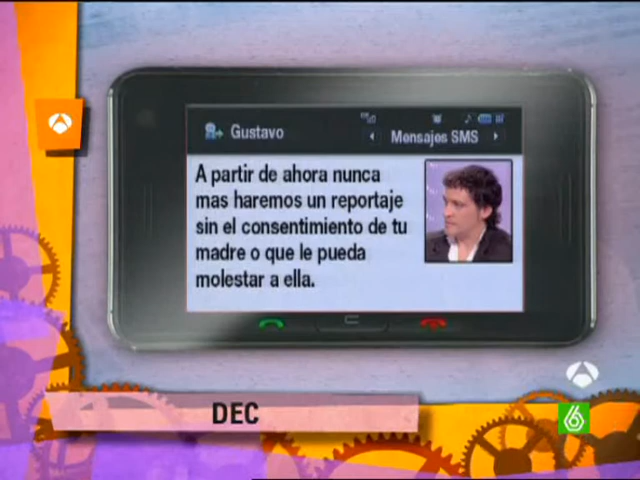 Gustavo
Mensajes SMS
A partir de ahora nunca
mas haremos un reportaje
sin el consentimiento de tu
madre o que le pueda
molestar a ella.
DEC
6